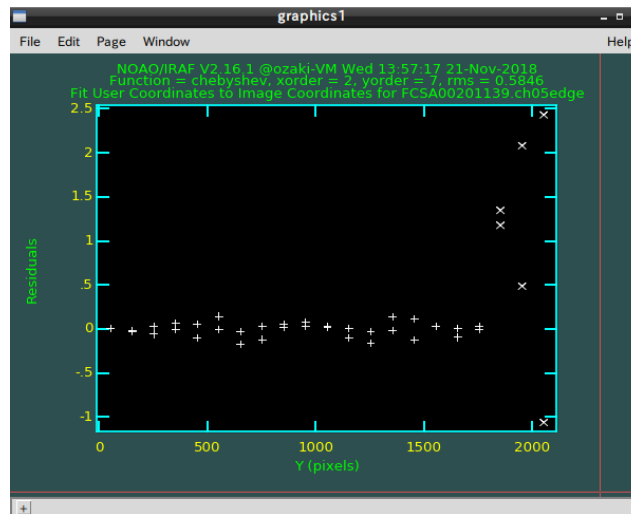 graphics1
File Edit Page Window Help
NOAO/IRAF V2.16.1 @ozaki-VM Wed 13:57:17 21-Nov-2018
Function = chebyshev, xorder = 2, yorder = 7, rms = 0.5846
Fit User Coordinates to Image Coordinates for FCSA00201139.ch05edge
2.5
2
1.5
1
.5
0
-.5
-1
Residuals
0 500 1000 1500 2000
Y (pixels)